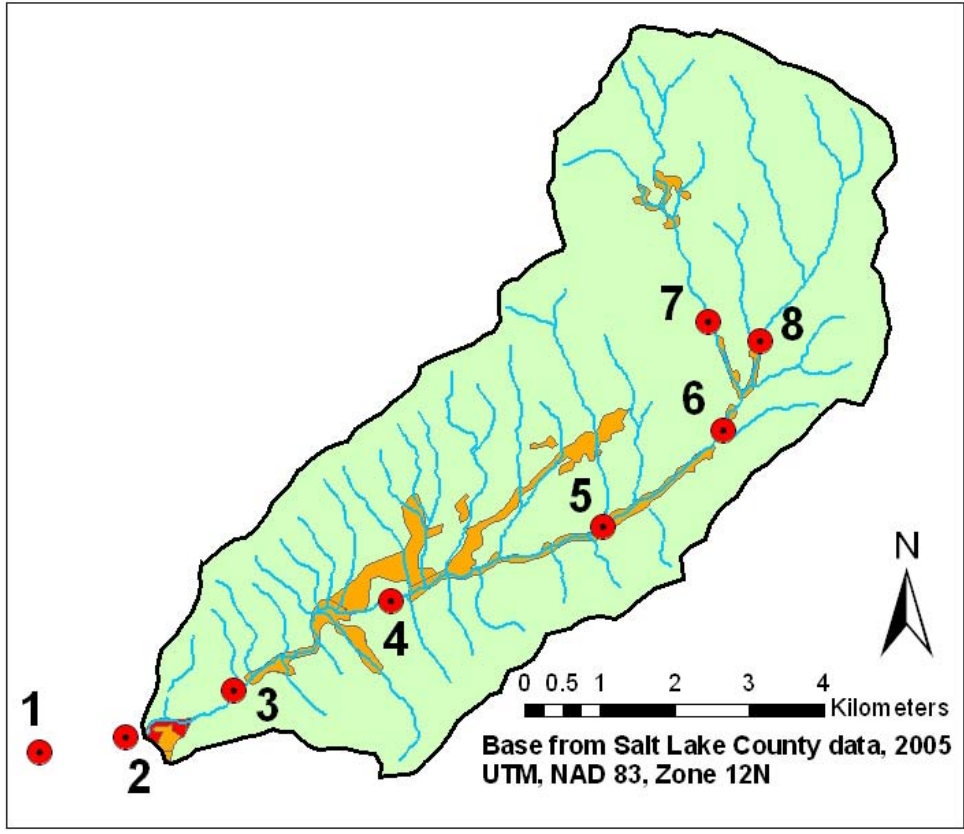 7
8
6
5
N
4
0 0.5 1 2 3 4
Kilometers
3
1
2
Base from Salt Lake County data, 2005
UTM, NAD 83, Zone 12N